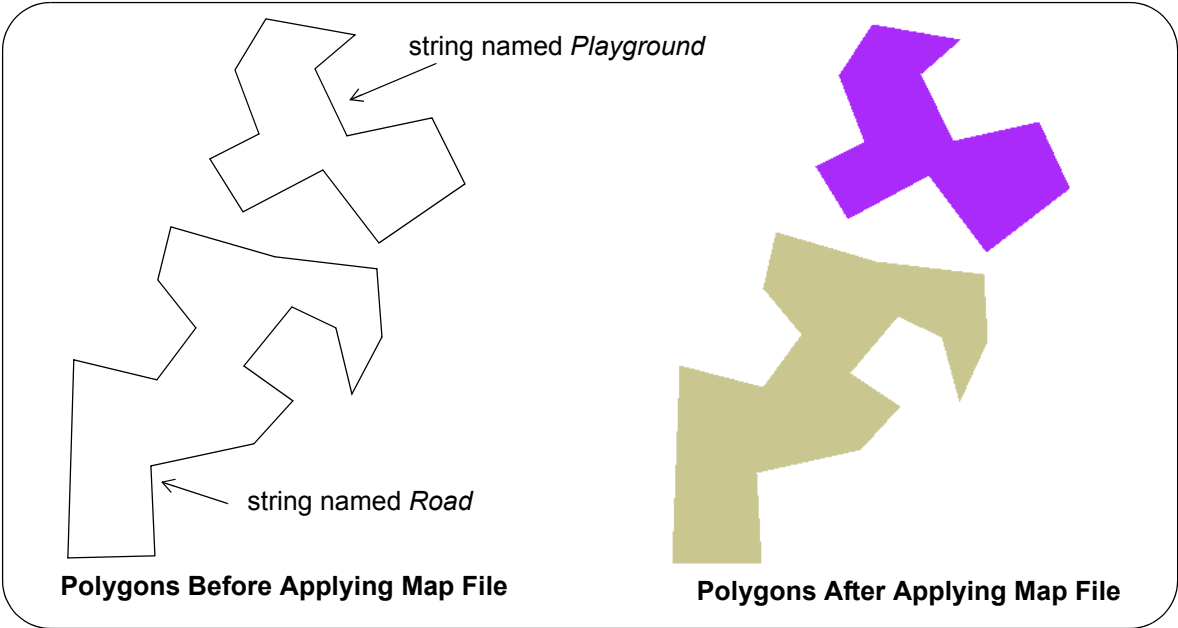 string named Playground
string named Road
Polygons Before Applying Map File
Polygons After Applying Map File